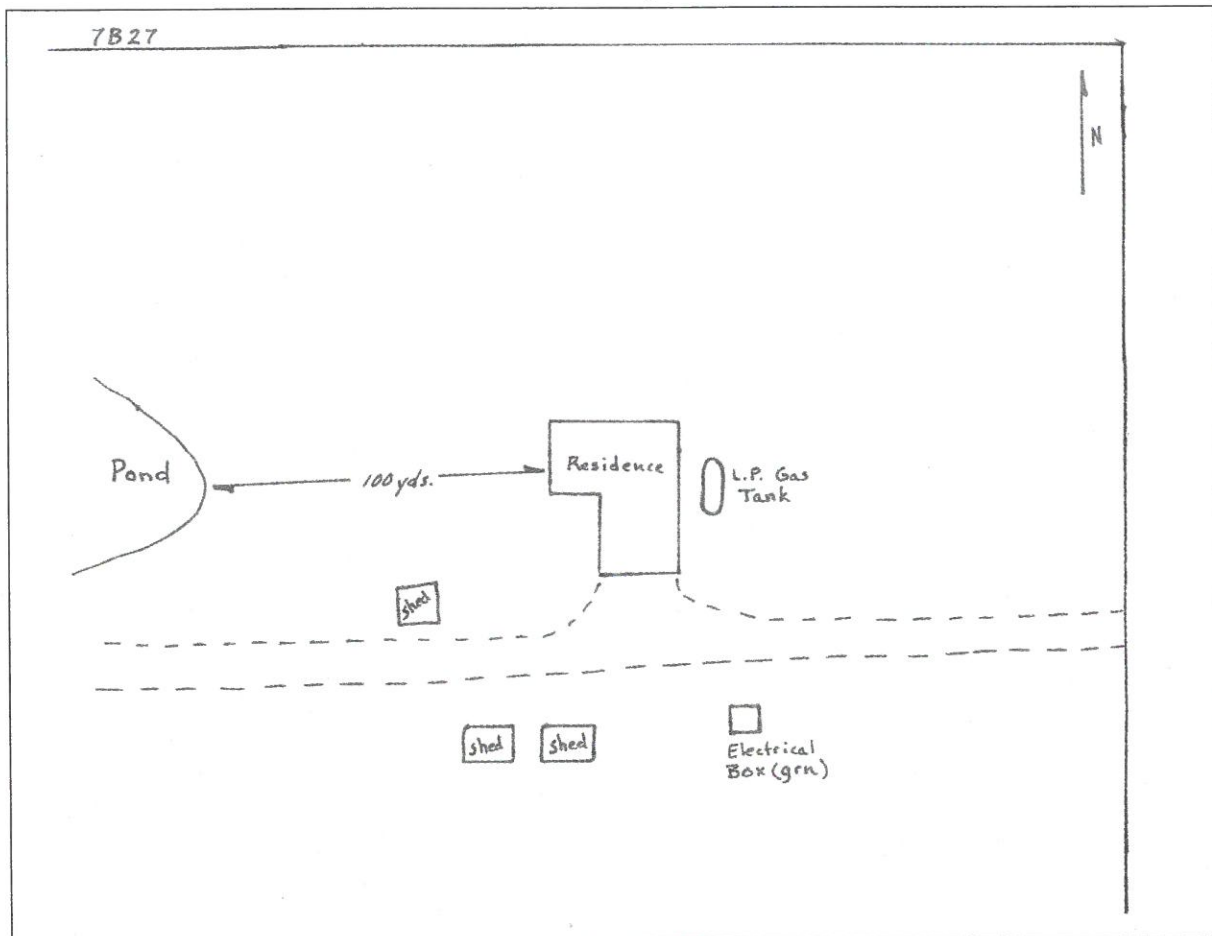 7B27
N
Pond
100 yds.
Residence
L.P. Gas
Tank
shed
shed
shed
Electrical
Box (grn)